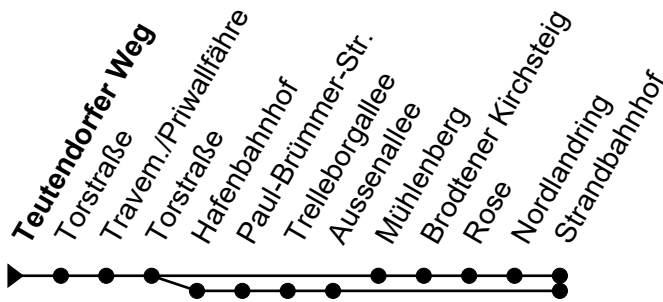 Teutendorfer Weg
Torstraße
Travem./Priwallfähre
Torstraße
Hafenbahnhof
Paul-Brümmer-Str.
Trelleborgallee
Aussenallee
Mühlenberg
Brodtener Kirchsteig
Rose
Nordlandring
Strandbahnhof